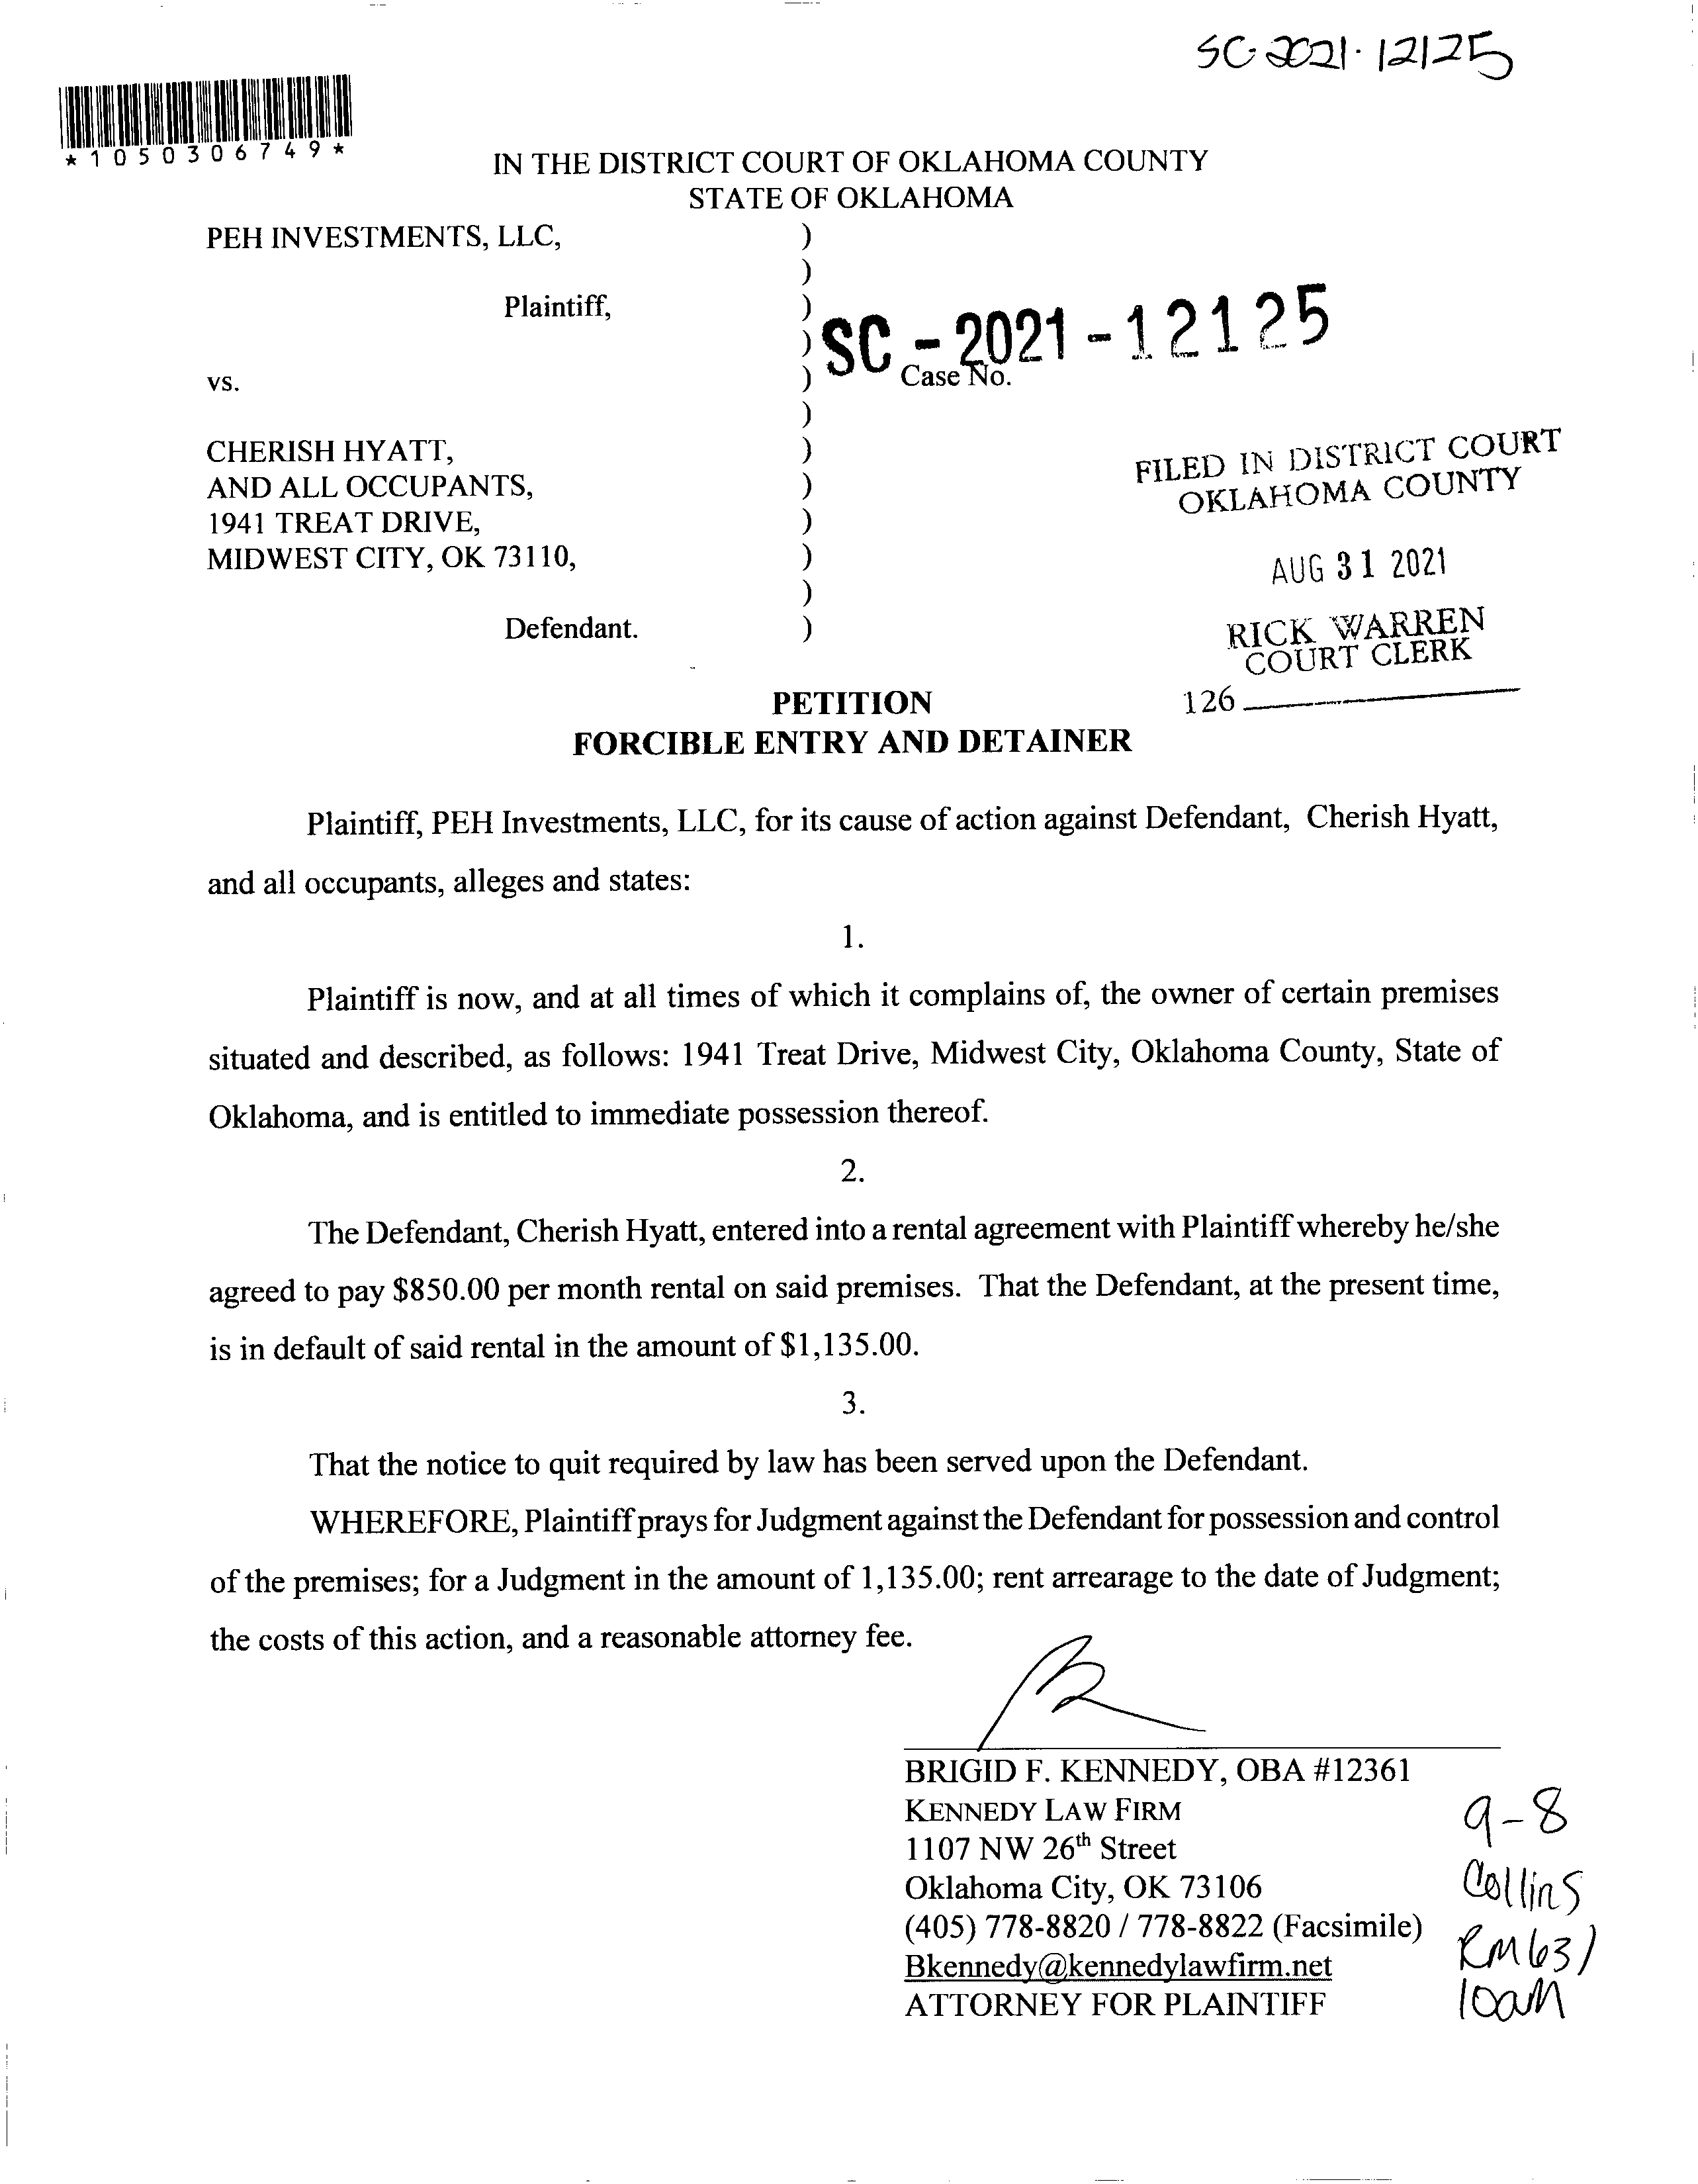 SC-2021-12125
*1050306749*
IN THE DISTRICT COURT OF OKLAHOMA COUNTY
STATE OF OKLAHOMA
PEH INVESTMENTS, LLC, )
)
Plaintiff, )
) SC-2021-12125
vs. ) Case No.
)
CHERISH HYATT, )
AND ALL OCCUPANTS, )
1941 TREAT DRIVE, )
MIDWEST CITY, OK 73110, )
)
Defendant. )
FILED IN DISTRICT COURT
OKLAHOMA COUNTY
AUG 31 2021
RICK WARREN
COURT CLERK
126
PETITION
FORCIBLE ENTRY AND DETAINER
Plaintiff, PEH Investments, LLC, for its cause of action against Defendant, Cherish Hyatt,
and all occupants, alleges and states:
1.
Plaintiff is now, and at all times of which it complains of, the owner of certain premises
situated and described, as follows: 1941 Treat Drive, Midwest City, Oklahoma County, State of
Oklahoma, and is entitled to immediate possession thereof.
2.
The Defendant, Cherish Hyatt, entered into a rental agreement with Plaintiff whereby he/she
agreed to pay $850.00 per month rental on said premises. That the Defendant, at the present time,
is in default of said rental in the amount of $1,135.00.
3.
That the notice to quit required by law has been served upon the Defendant.
WHEREFORE, Plaintiff prays for Judgment against the Defendant for possession and control
of the premises; for a Judgment in the amount of 1,135.00; rent arrearage to the date of Judgment;
the costs of this action, and a reasonable attorney fee.
BRIGID F. KENNEDY, OBA #12361
KENNEDY LAW FIRM
1107 NW 26th Street
Oklahoma City, OK 73106
(405) 778-8820 / 778-8822 (Facsimile)
Bkennedy@kennedylawfirm.net
ATTORNEY FOR PLAINTIFF
9-8
Collins
RM631
10am